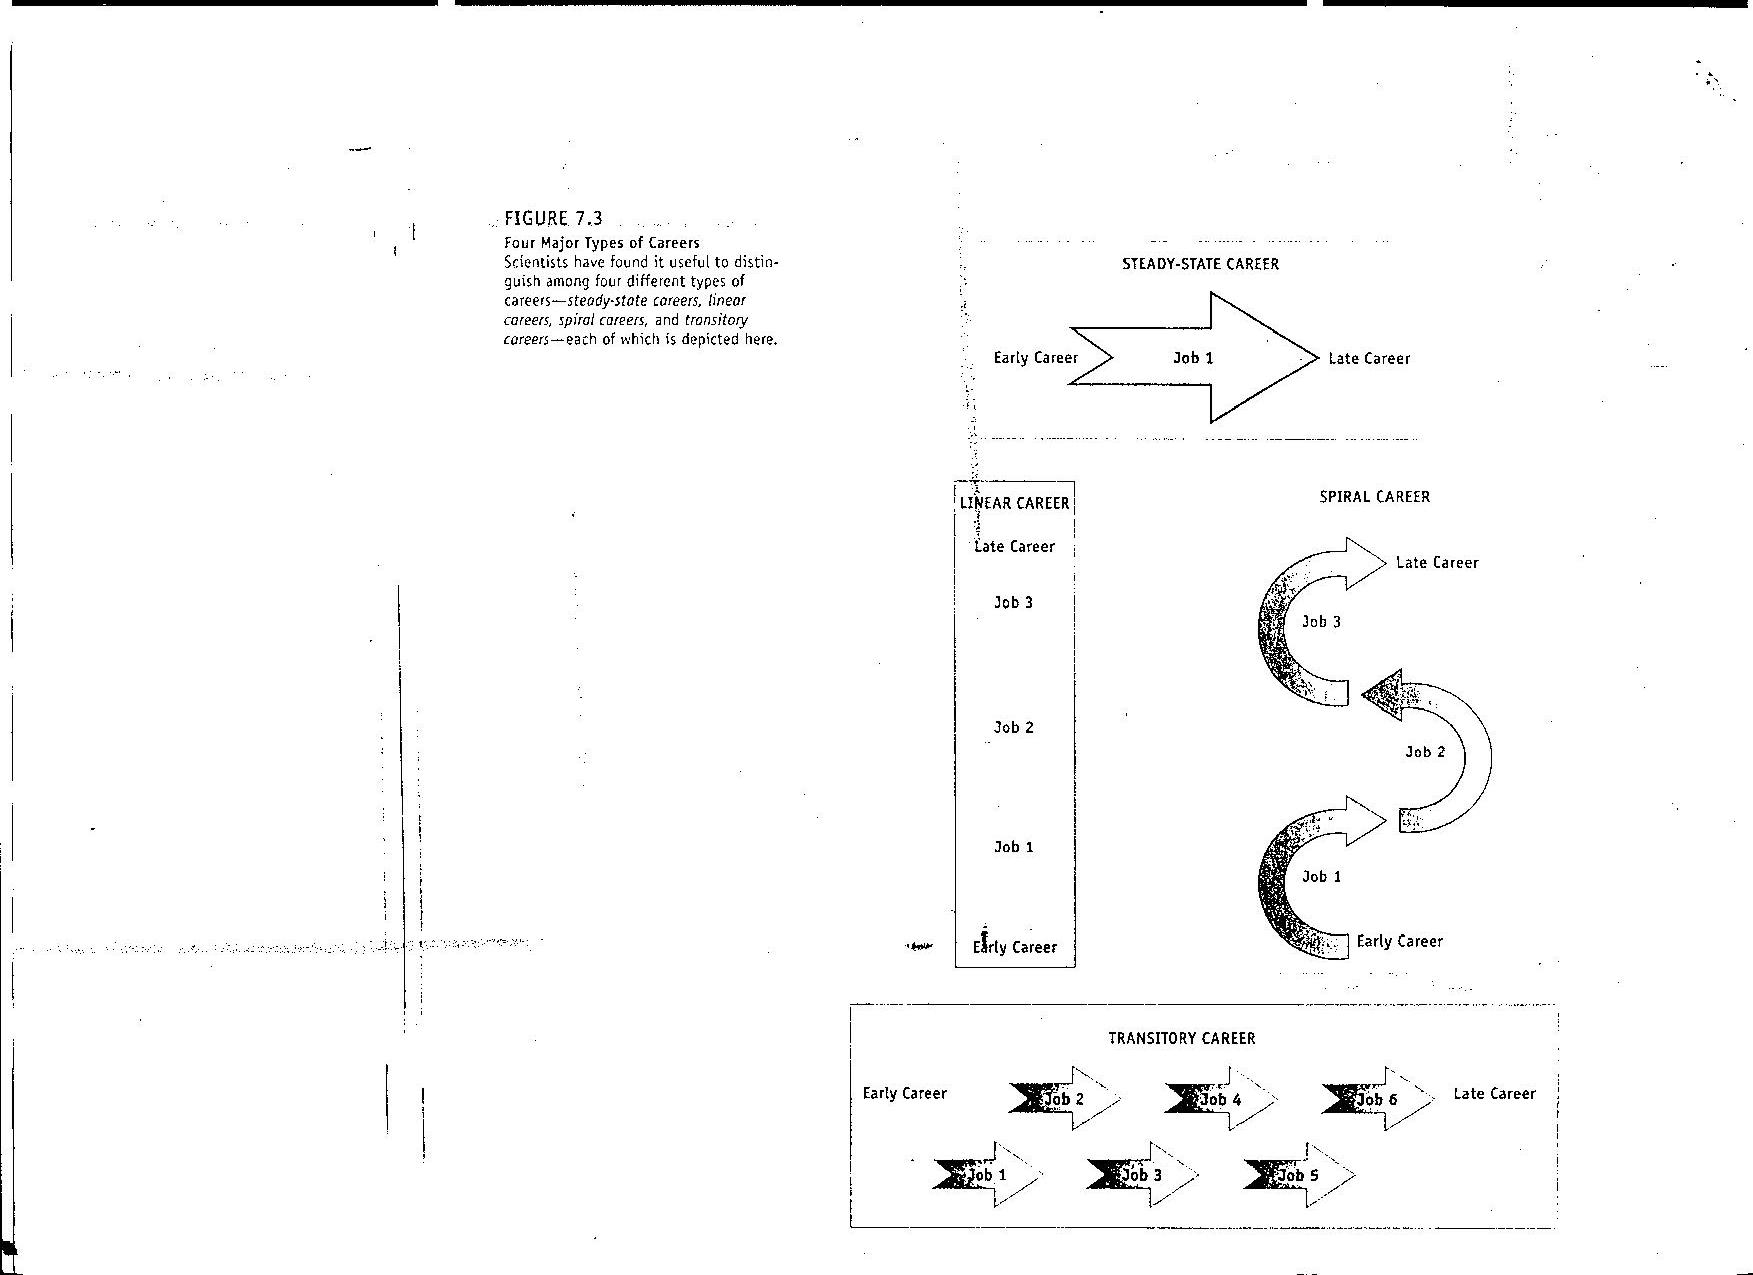 FIGURE 7.3
Four Major Types of Careers
Scientists have found it useful to distin-
guish among four different types of
careers—steady-state careers, linear
careers, spiral careers, and transitory
careers—each of which is depicted here.
STEADY-STATE CAREER
Early Career
Job 1
Late Career
LINEAR CAREER
Late Career
Job 3
Job 2
Job 1
Early Career
SPIRAL CAREER
Late Career
Job 3
Job 2
Job 1
Early Career
TRANSITORY CAREER
Early Career
Job 2
Job 4
Job 6
Late Career
Job 1
Job 3
Job 5